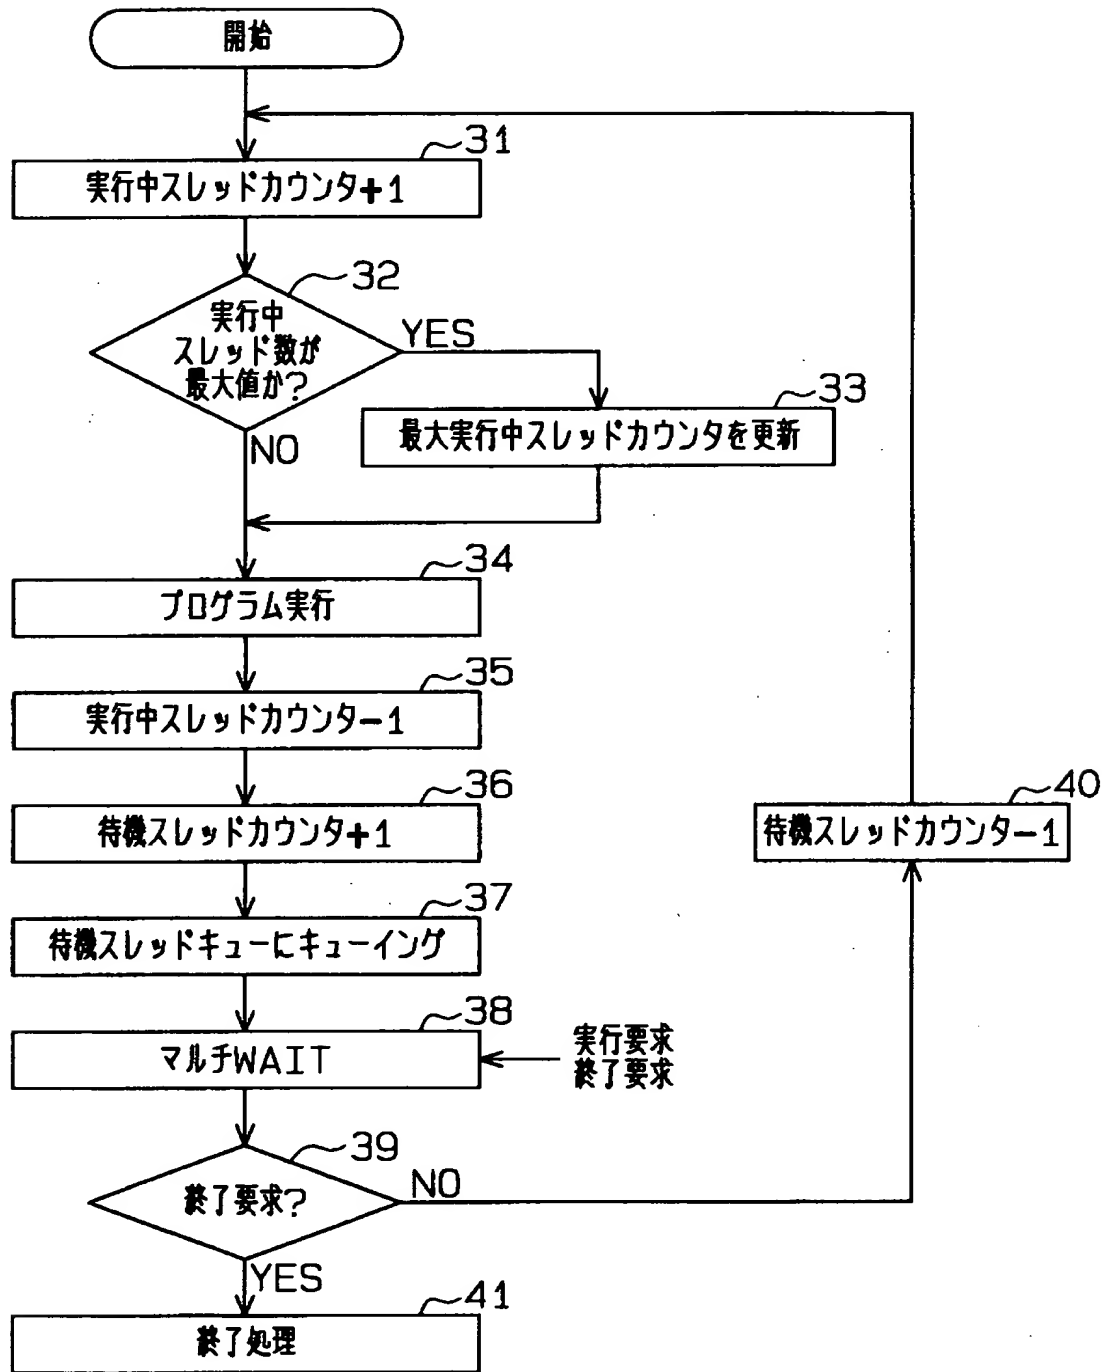 開始
31
実行中スレッドカウンタ+1
32
実行中
スレッド数が
最大値か?
YES
NO
33
最大実行中スレッドカウンタを更新
34
プログラム実行
35
実行中スレッドカウンタ-1
36
待機スレッドカウンタ+1
40
待機スレッドカウンタ-1
37
待機スレッドキューにキューイング
38
マルチWAIT
実行要求
終了要求
39
終了要求?
NO
YES
41
終了処理